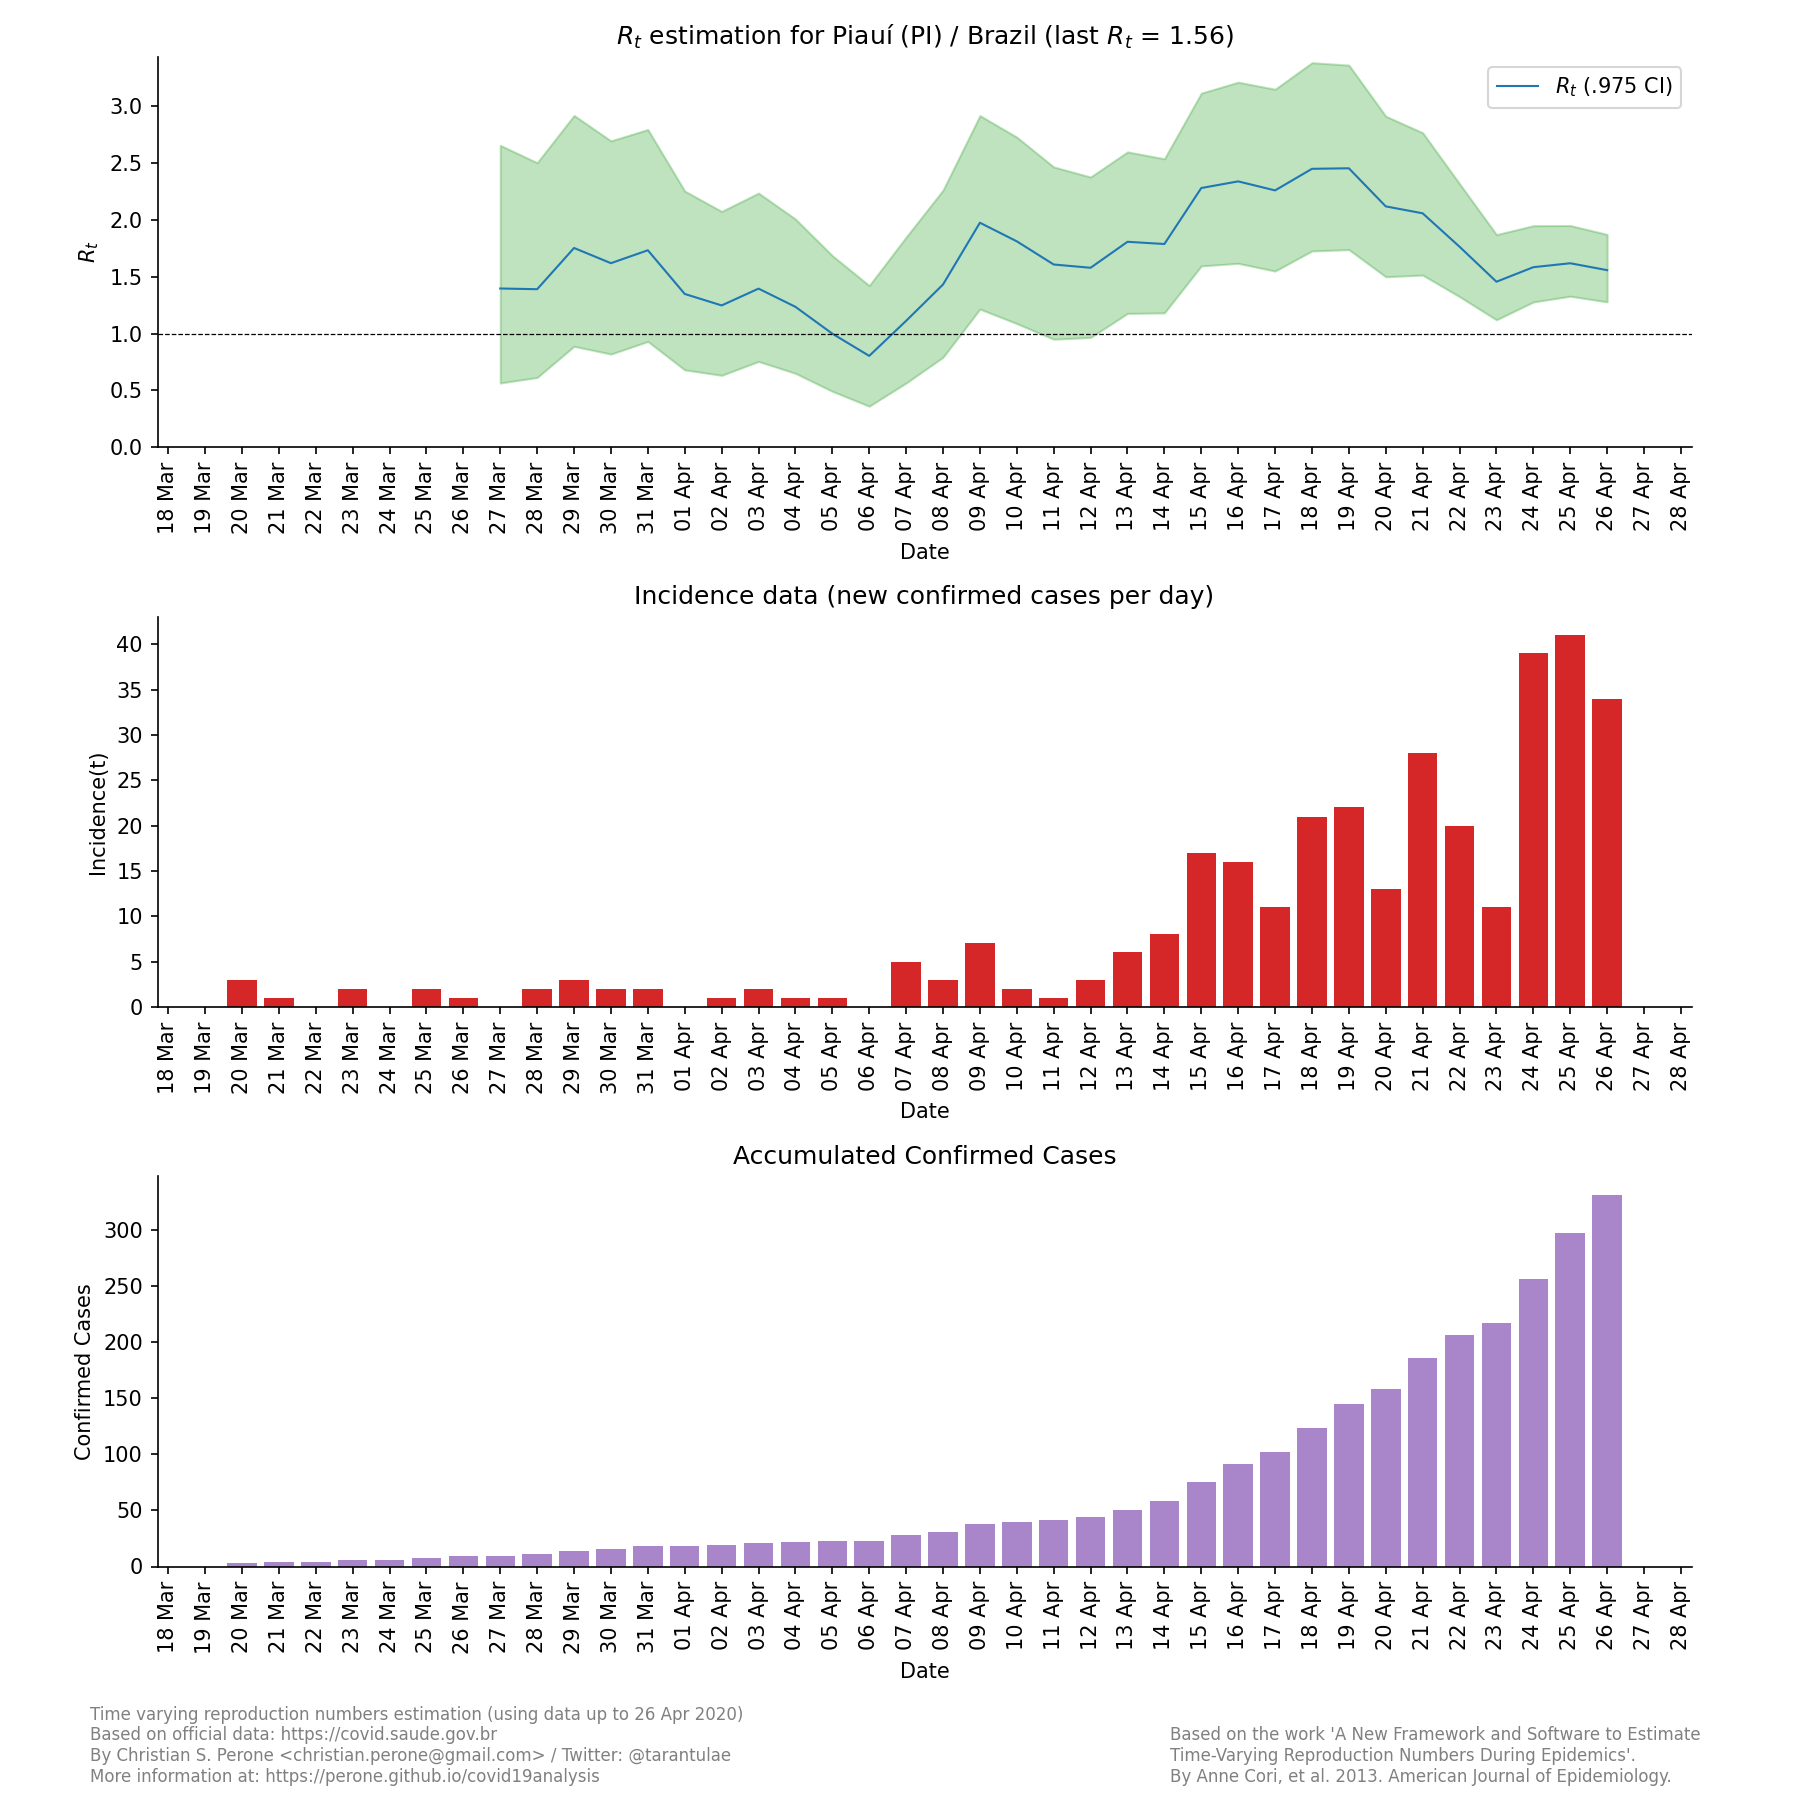 Rt estimation for Piauí (PI) / Brazil (last Rt = 1.56)
Rt (.975 CI)
Rt
3.0
2.5
2.0
1.5
1.0
0.5
0.0
18 Mar 19 Mar 20 Mar 21 Mar 22 Mar 23 Mar 24 Mar 25 Mar 26 Mar 27 Mar 28 Mar 29 Mar 30 Mar 31 Mar 01 Apr 02 Apr 03 Apr 04 Apr 05 Apr 06 Apr 07 Apr 08 Apr 09 Apr 10 Apr 11 Apr 12 Apr 13 Apr 14 Apr 15 Apr 16 Apr 17 Apr 18 Apr 19 Apr 20 Apr 21 Apr 22 Apr 23 Apr 24 Apr 25 Apr 26 Apr 27 Apr 28 Apr
Date
Incidence data (new confirmed cases per day)
Incidence(t)
40
35
30
25
20
15
10
5
0
18 Mar 19 Mar 20 Mar 21 Mar 22 Mar 23 Mar 24 Mar 25 Mar 26 Mar 27 Mar 28 Mar 29 Mar 30 Mar 31 Mar 01 Apr 02 Apr 03 Apr 04 Apr 05 Apr 06 Apr 07 Apr 08 Apr 09 Apr 10 Apr 11 Apr 12 Apr 13 Apr 14 Apr 15 Apr 16 Apr 17 Apr 18 Apr 19 Apr 20 Apr 21 Apr 22 Apr 23 Apr 24 Apr 25 Apr 26 Apr 27 Apr 28 Apr
Date
Accumulated Confirmed Cases
Confirmed Cases
300
250
200
150
100
50
0
18 Mar 19 Mar 20 Mar 21 Mar 22 Mar 23 Mar 24 Mar 25 Mar 26 Mar 27 Mar 28 Mar 29 Mar 30 Mar 31 Mar 01 Apr 02 Apr 03 Apr 04 Apr 05 Apr 06 Apr 07 Apr 08 Apr 09 Apr 10 Apr 11 Apr 12 Apr 13 Apr 14 Apr 15 Apr 16 Apr 17 Apr 18 Apr 19 Apr 20 Apr 21 Apr 22 Apr 23 Apr 24 Apr 25 Apr 26 Apr 27 Apr 28 Apr
Date
Time varying reproduction numbers estimation (using data up to 26 Apr 2020)
Based on official data: https://covid.saude.gov.br
By Christian S. Perone <christian.perone@gmail.com> / Twitter: @tarantulae
More information at: https://perone.github.io/covid19analysis
Based on the work 'A New Framework and Software to Estimate
Time-Varying Reproduction Numbers During Epidemics'.
By Anne Cori, et al. 2013. American Journal of Epidemiology.